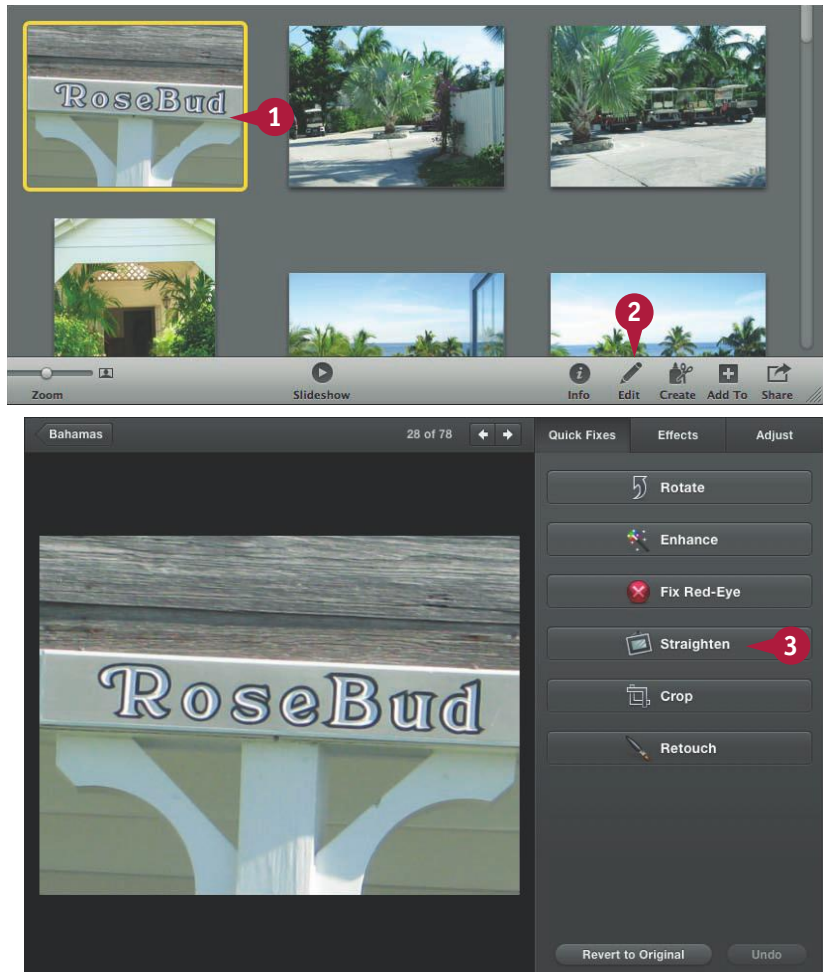 RoseBud
1
2
Zoom
Slideshow
Info Edit Create Add To Share
Bahamas 28 of 78 Quick Fixes Effects Adjust
Rotate
Enhance
Fix Red-Eye
Straighten 3
RoseBud
Crop
Retouch
Revert to Original Undo